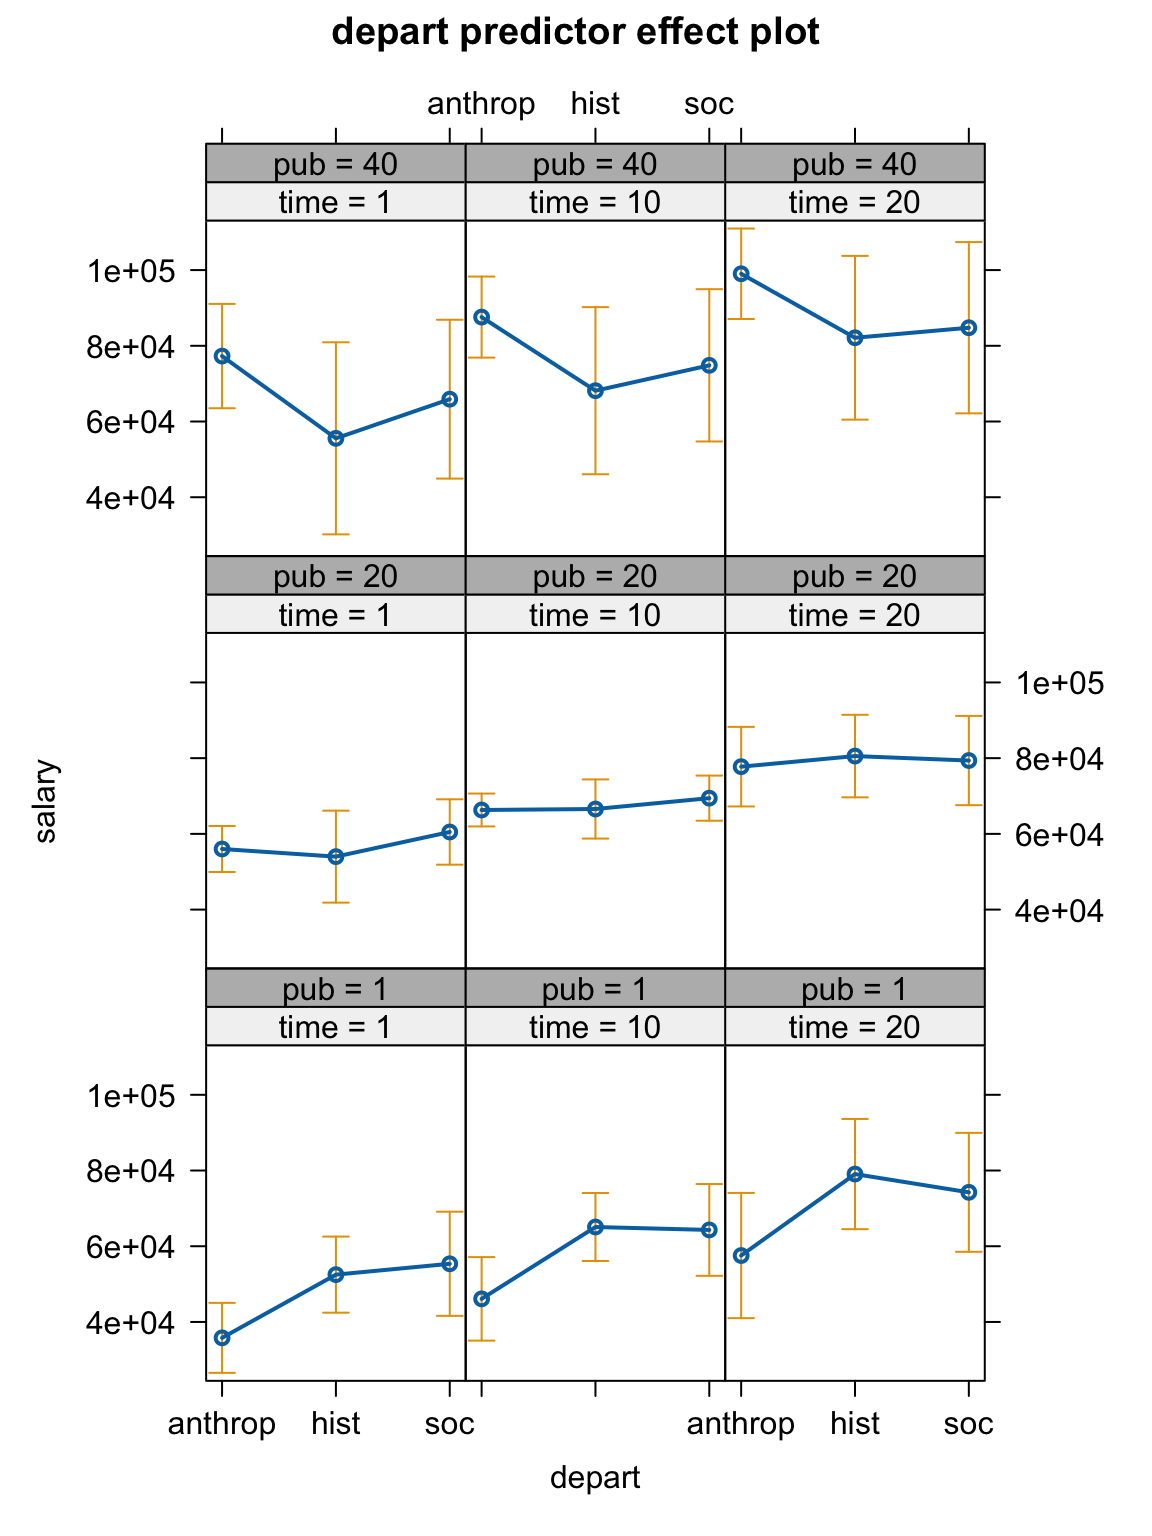 depart predictor effect plot
anthrop hist soc
pub = 40 pub = 40 pub = 40
time = 1 time = 10 time = 20
1e+05
8e+04
6e+04
4e+04
pub = 20 pub = 20 pub = 20
time = 1 time = 10 time = 20
1e+05
8e+04
6e+04
4e+04
salary
pub = 1 pub = 1 pub = 1
time = 1 time = 10 time = 20
1e+05
8e+04
6e+04
4e+04
anthrop hist soc anthrop hist soc
depart